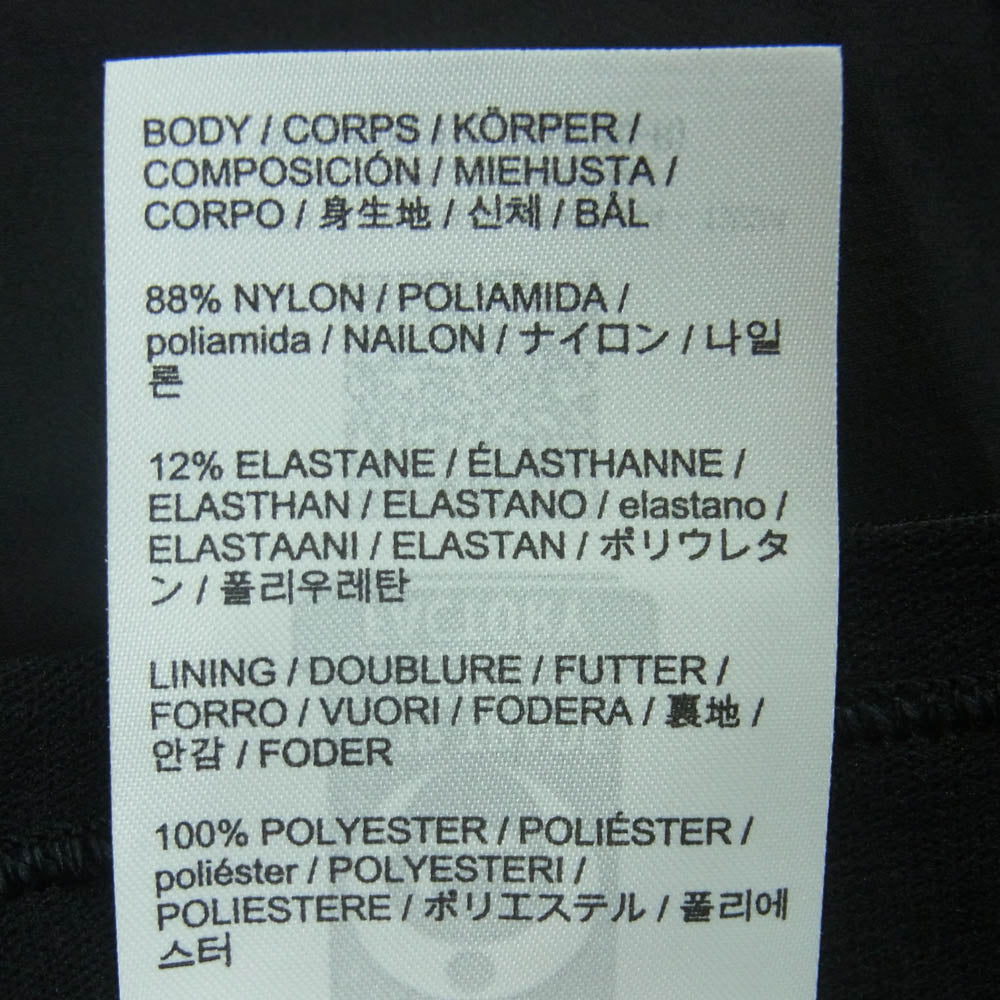 BODY / CORPS / KÖRPER /
COMPOSICIÓN / MIEHUSTA /
CORPO / 身生地 / 신체 / BÅL
88% NYLON / POLIAMIDA /
poliamida / NAILON / ナイロン / 나일
론
12% ELASTANE / ÉLASTHANNE /
ELASTHAN / ELASTANO / elastano /
ELASTAANI / ELASTAN / ポリウレタ
ン / 폴리우레탄
LINING / DOUBLURE / FUTTER /
FORRO / VUORI / FODERA / 裏地 /
안감 / FODER
100% POLYESTER / POLIÉSTER /
poliéster / POLYESTERI /
POLIESTERE / ポリエステル / 폴리에
스터